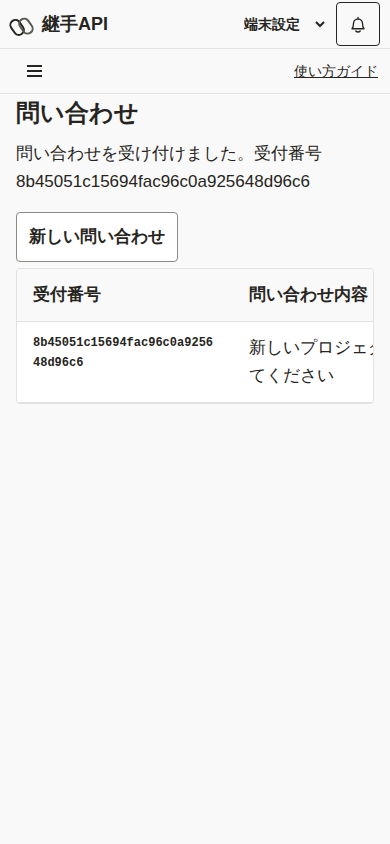 継手API
端末設定
使い方ガイド
問い合わせ
問い合わせを受け付けました。受付番号
8b45051c15694fac96c0a925648d96c6
新しい問い合わせ
受付番号 問い合わせ内容
8b45051c15694fac96c0a9256
48d96c6
新しいプロジェ
てください